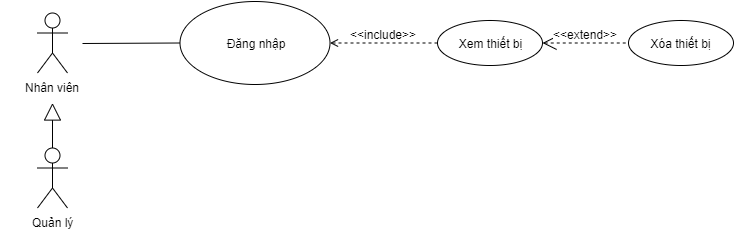 Đăng nhập
<<include>>
Xem thiết bị
<<extend>>
Xóa thiết bị
Nhân viên
Quản lý